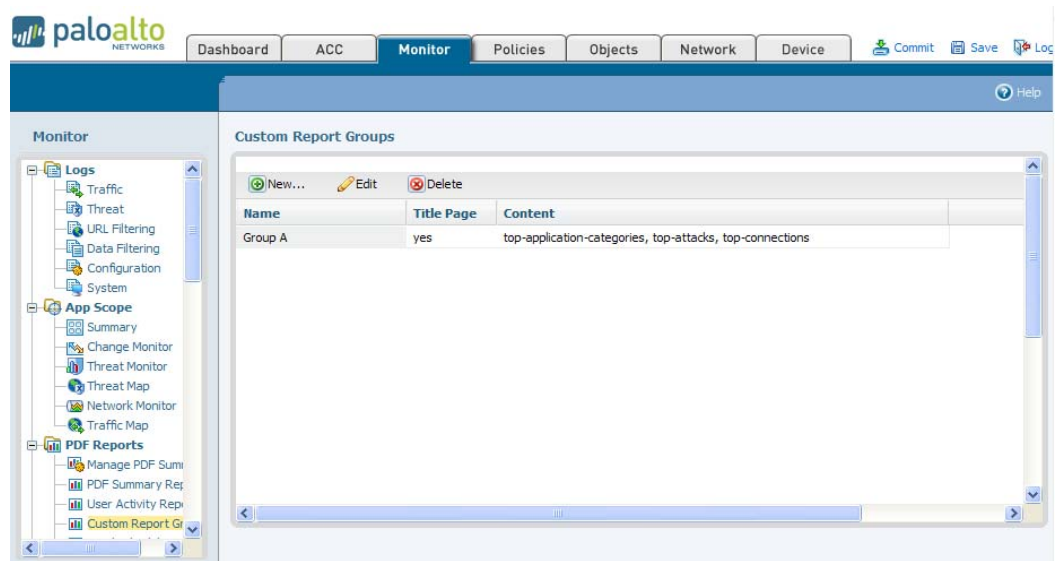 paloalto
NETWORKS
Dashboard ACC Monitor Policies Objects Network Device Commit Save Log
Help
Monitor
Logs
Traffic
Threat
URL Filtering
Data Filtering
Configuration
System
App Scope
Summary
Change Monitor
Threat Monitor
Threat Map
Network Monitor
Traffic Map
PDF Reports
Manage PDF Sum
PDF Summary Rep
User Activity Rep
Custom Report Gr
Custom Report Groups
New... Edit Delete
Name Title Page Content
Group A yes top-application-categories, top-attacks, top-connections